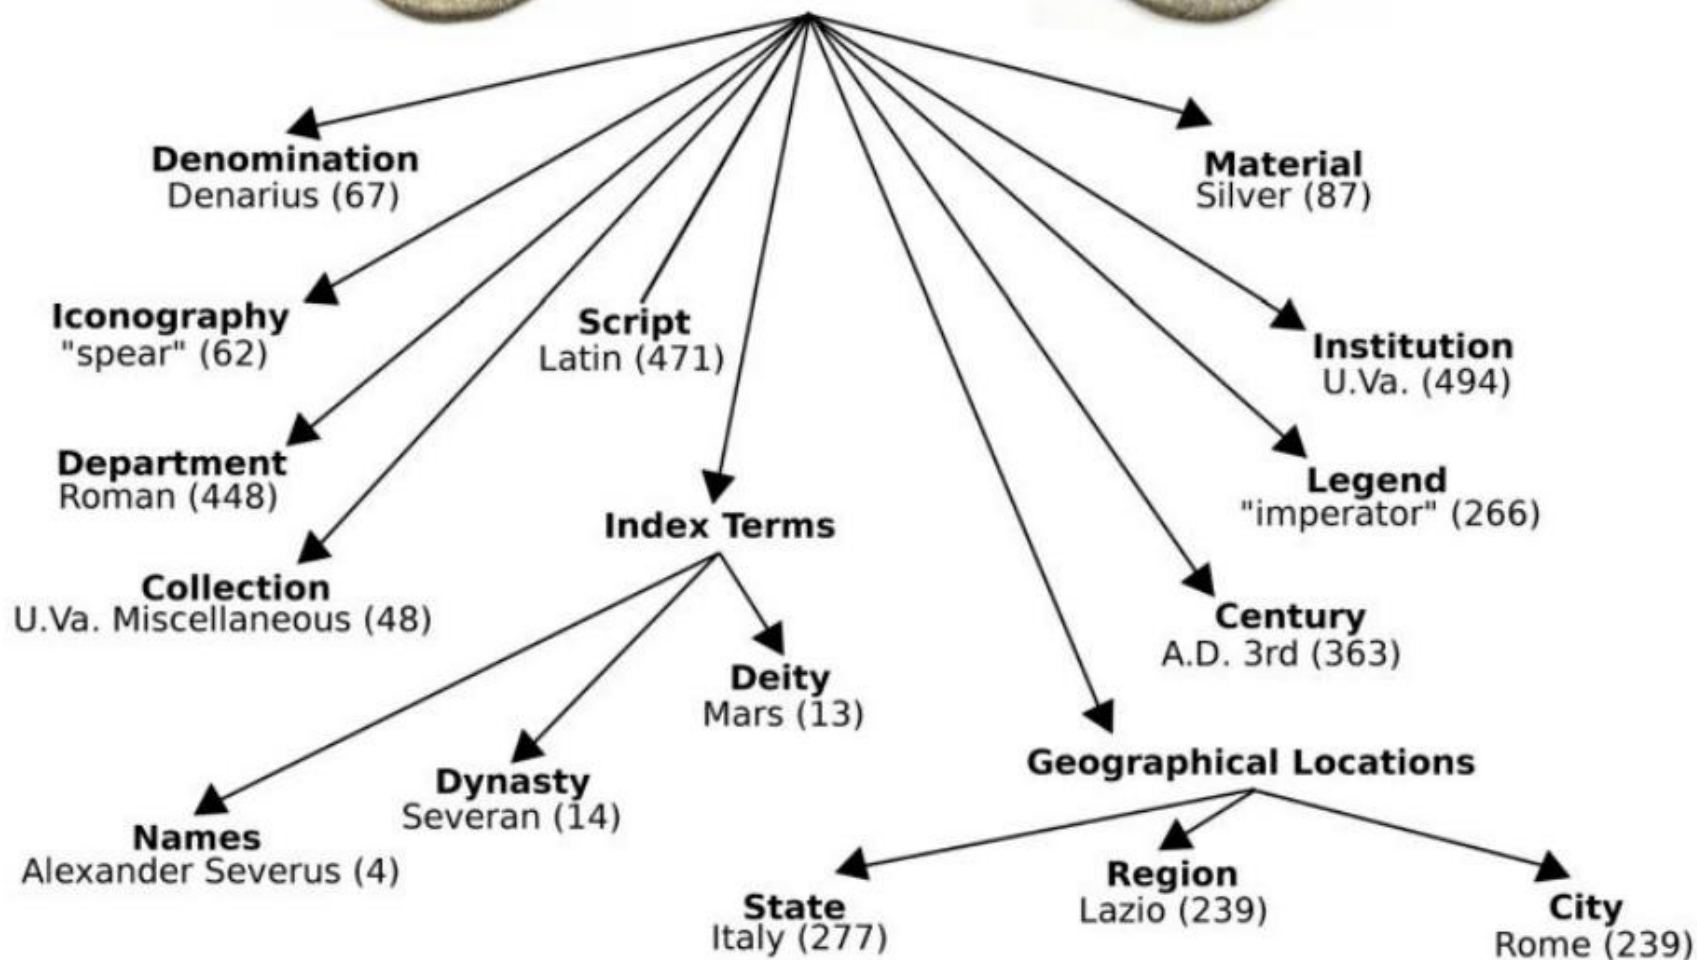 Denomination
Denarius (67)
Material
Silver (87)
Iconography
"spear" (62)
Script
Latin (471)
Institution
U.Va. (494)
Department
Roman (448)
Legend
"imperator" (266)
Index Terms
Collection
U.Va. Miscellaneous (48)
Century
A.D. 3rd (363)
Deity
Mars (13)
Geographical Locations
Dynasty
Severan (14)
Names
Alexander Severus (4)
Region
Lazio (239)
State
Italy (277)
City
Rome (239)